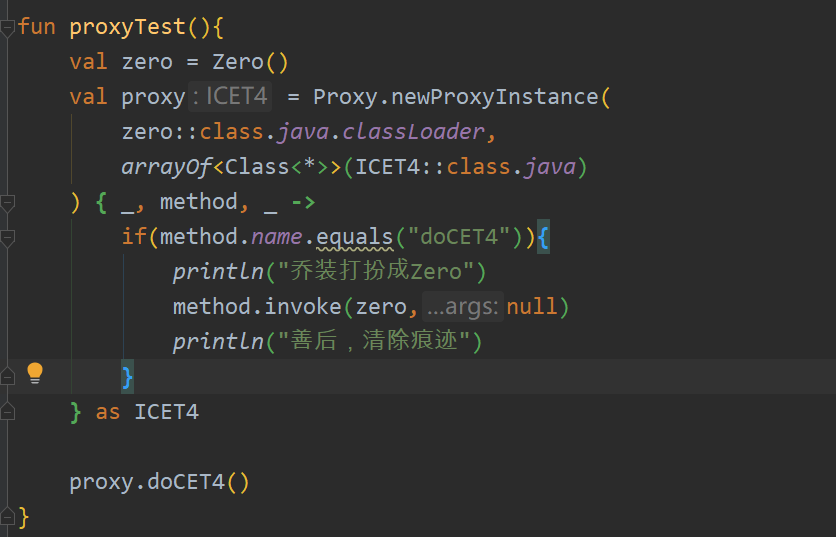 fun proxyTest(){
    val zero = Zero()
    val proxy: ICET4 = Proxy.newProxyInstance(
        zero::class.java.classLoader,
        arrayOf<Class<*>>(ICET4::class.java)
    ) { _, method, _ ->
        if(method.name.equals("doCET4")){
            println("乔装打扮成Zero")
            method.invoke(zero, ...args: null)
            println("善后，清除痕迹")
        }
    } as ICET4
    proxy.doCET4()
}